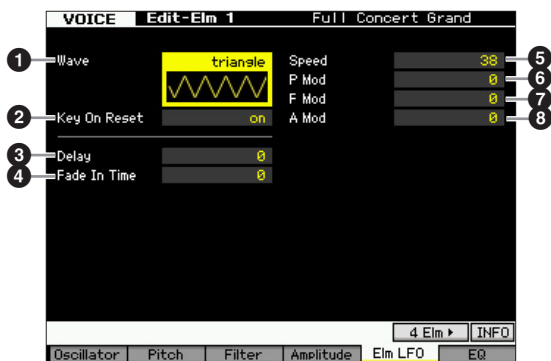 VOICE Edit-Elm 1 Full Concert Grand
1 Wave triangle Speed 38 5
P Mod 0 6
F Mod 0 7
2 Key On Reset on A Mod 0 8
3 Delay 0
4 Fade In Time 0
4 Elm INFO
Oscillator Pitch Filter Amplitude Elm LFO EQ